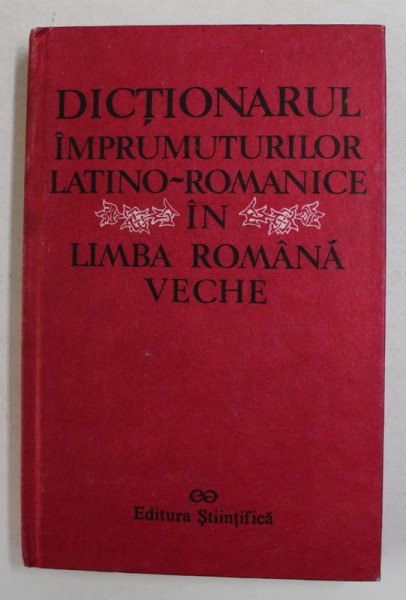 DICȚIONARUL
ÎMPRUMUTURILOR
LATINO-ROMANICE
ÎN
LIMBA ROMÂNĂ
VECHE
Editura Științifică